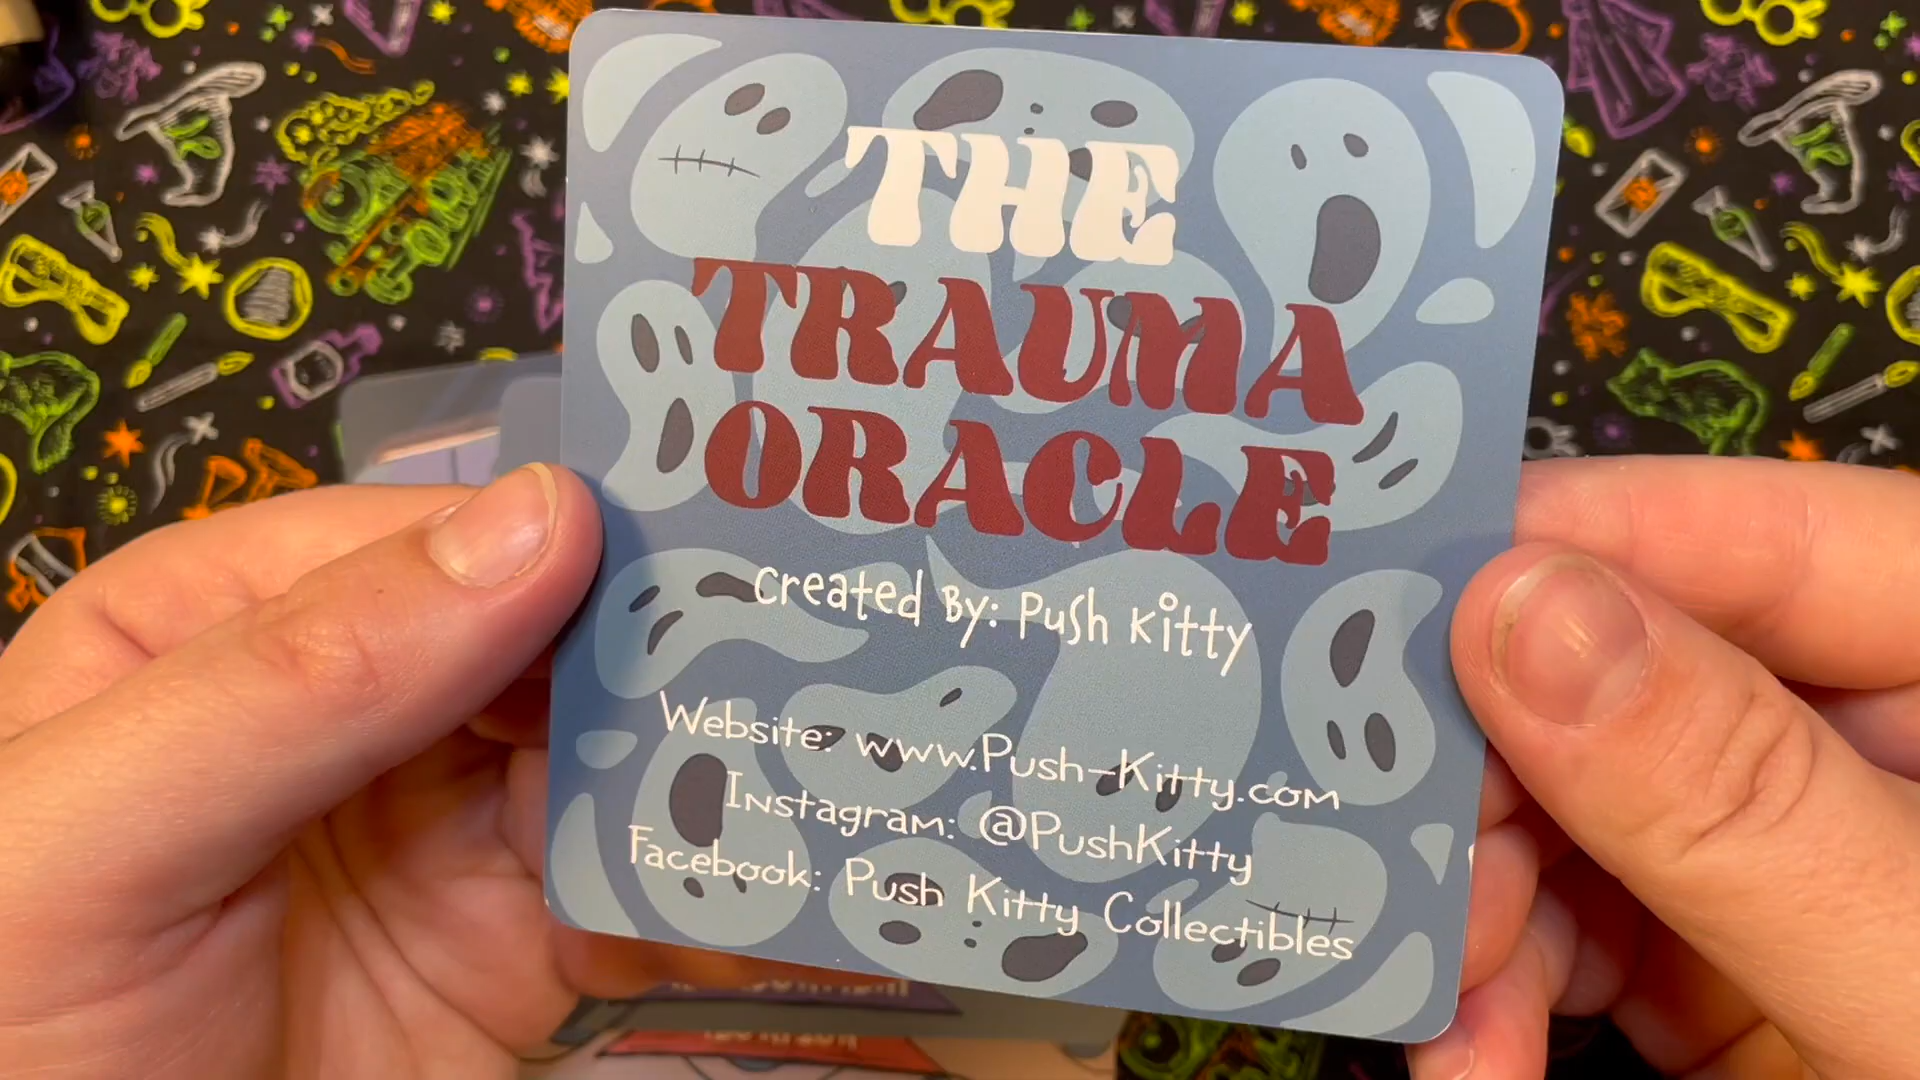 THE
TRAUMA
ORACLE
Created By: Push Kitty
Website: www.Push-Kitty.com
Instagram: @PushKitty
Facebook: Push Kitty Collectibles